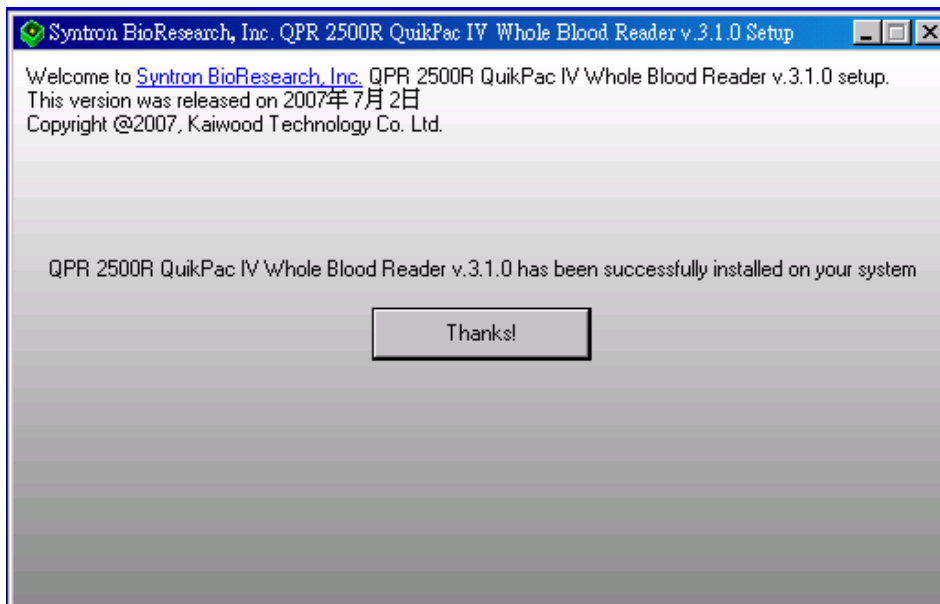 Syntron BioResearch, Inc. QPR 2500R QuikPac IV Whole Blood Reader v.3.1.0 Setup
Welcome to Syntron BioResearch, Inc. QPR 2500R QuikPac IV Whole Blood Reader v.3.1.0 setup.
This version was released on 2007年 7月 2日
Copyright @2007, Kaiwood Technology Co. Ltd.
QPR 2500R QuikPac IV Whole Blood Reader v.3.1.0 has been successfully installed on your system
Thanks!